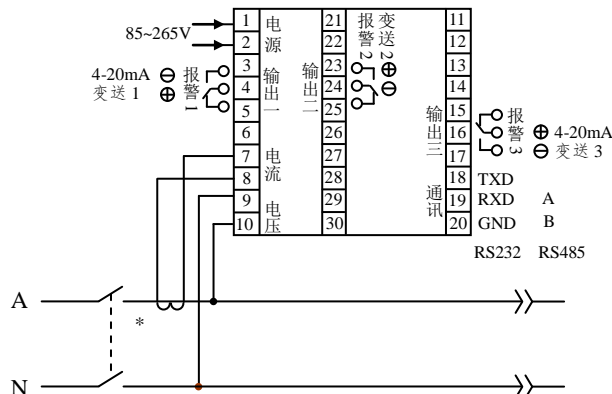 85~265V
4-20mA ⊖
变送 1 ⊕
报警 1
1
2
3
4
5
6
7
8
9
10
电源
输出一
电流
电压
21
22
23
24
25
26
27
28
29
30
输出二
报警 2
变送 2
⊕
⊖
输出三
通讯
11
12
13
14
15
16
17
18
19
20
报警 3
⊕ 4-20mA
⊖ 变送 3
TXD
RXD A
GND B
RS232 RS485
A
*
N